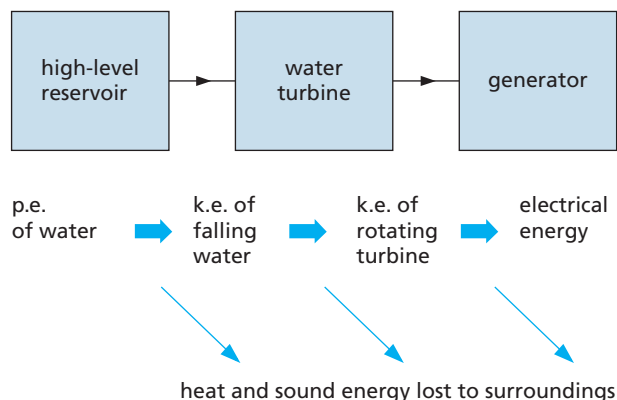 high-level
reservoir
water
turbine
generator
p.e.
of water
k.e. of
falling
water
k.e. of
rotating
turbine
electrical
energy
heat and sound energy lost to surroundings